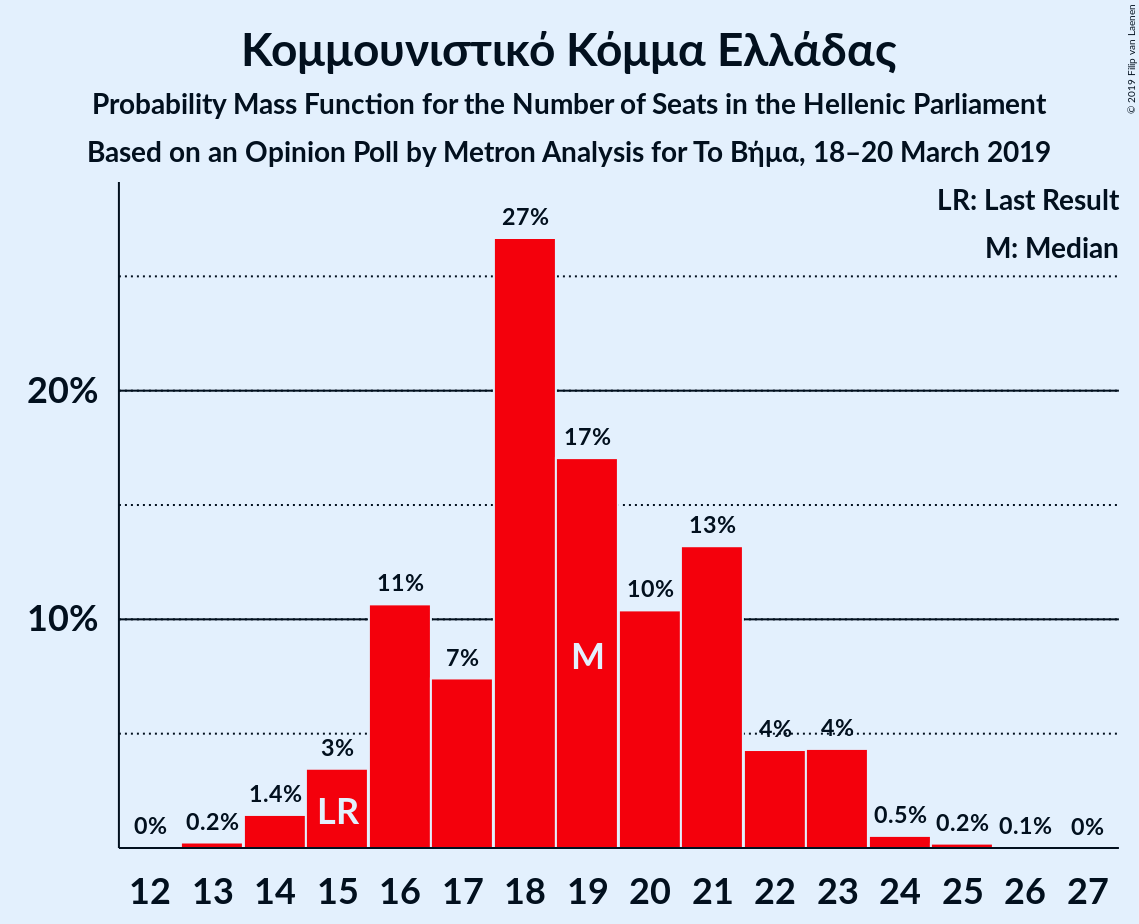 Κομμουνιστικό Κόμμα Ελλάδας
Probability Mass Function for the Number of Seats in the Hellenic Parliament
Based on an Opinion Poll by Metron Analysis for Το Βήμα, 18–20 March 2019
© 2019 Filip van Laenen
LR: Last Result
M: Median
20%
10%
0%
0.2%
1.4%
3%
11%
7%
27%
17%
10%
13%
4%
4%
0.5%
0.2%
0.1%
0%
LR
M
12 13 14 15 16 17 18 19 20 21 22 23 24 25 26 27